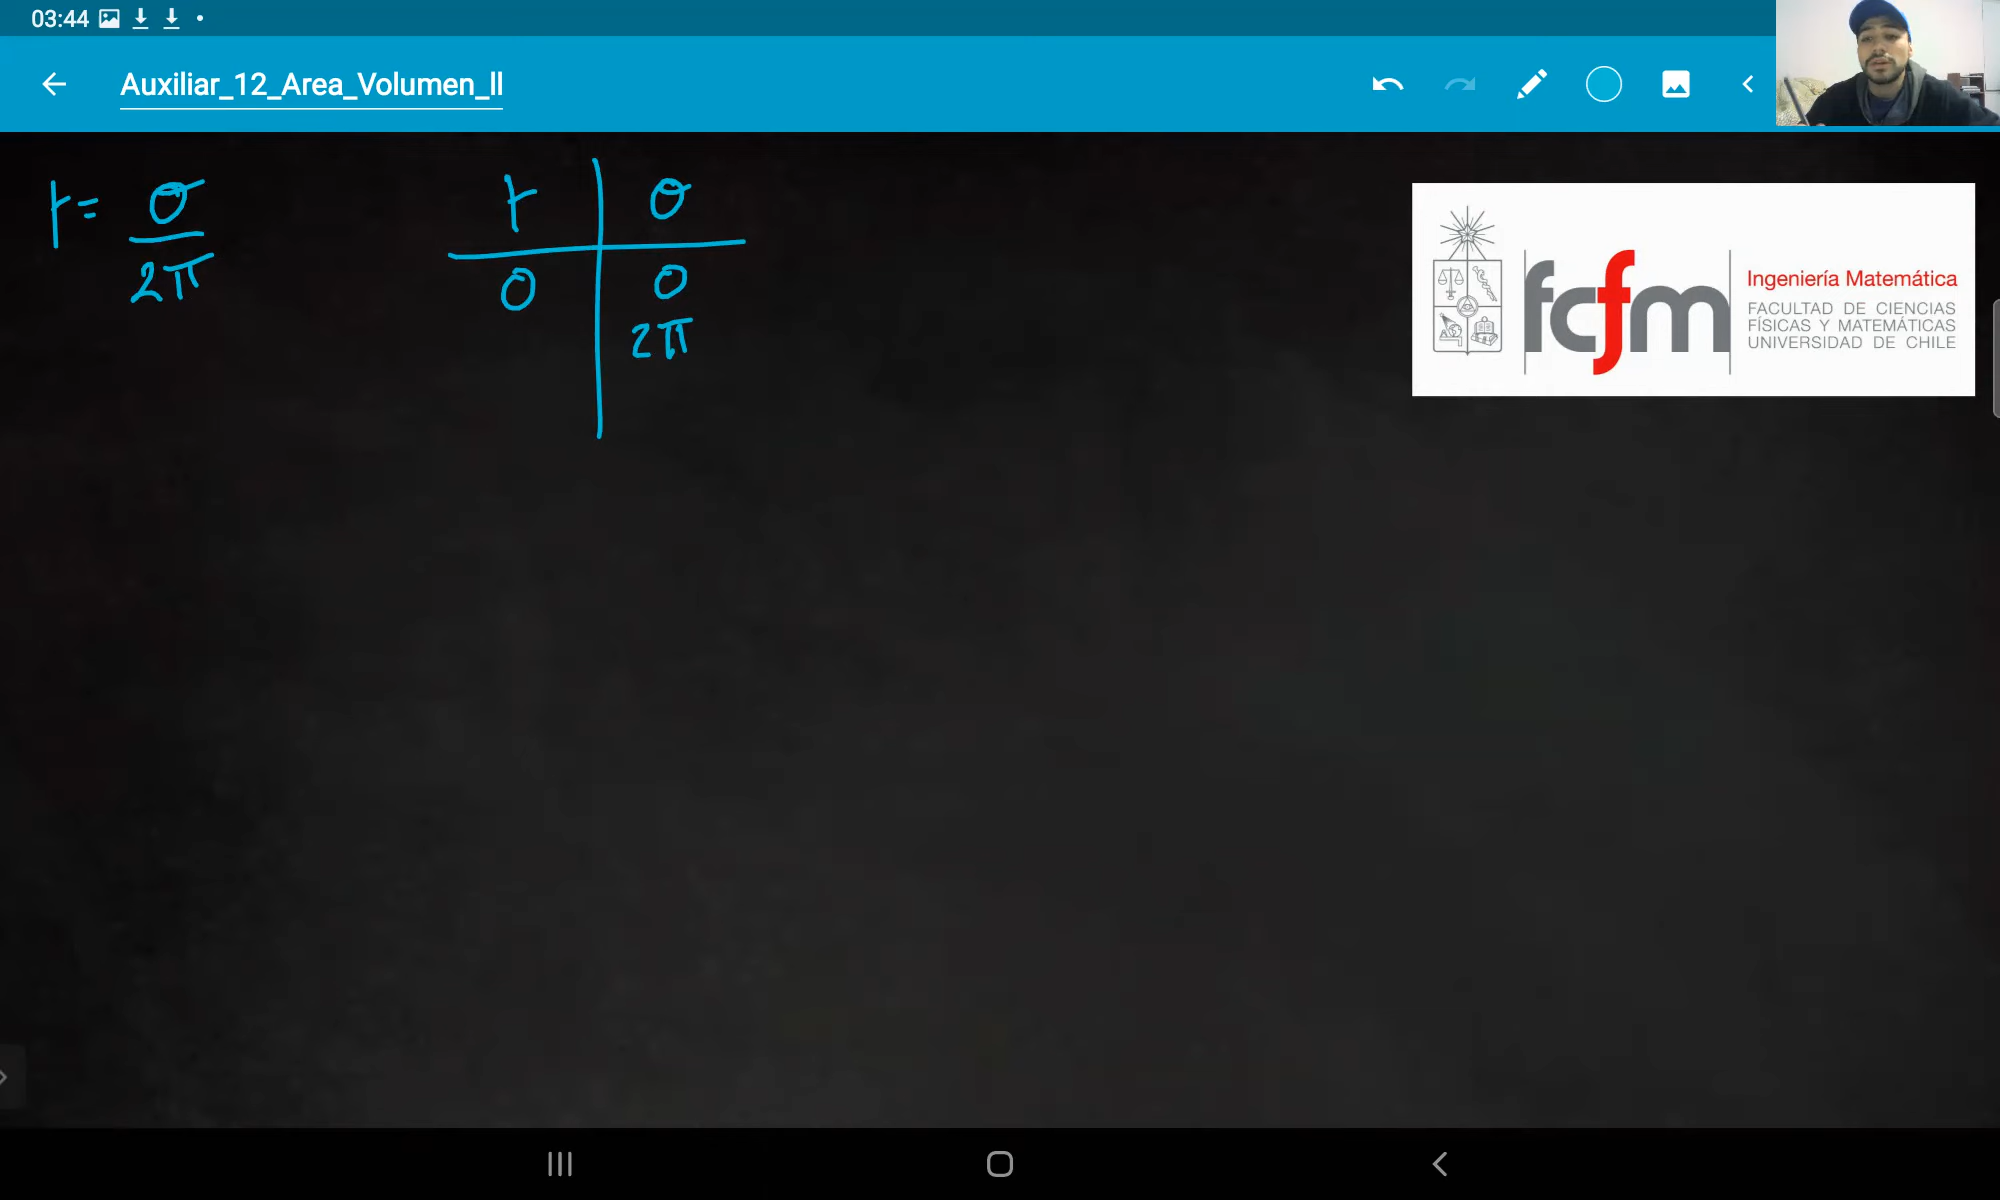 03:44
Auxiliar_12_Area_Volumen_II
r = θ / 2π
r | θ
0 | 0
2π
fcfm
Ingeniería Matemática
FACULTAD DE CIENCIAS
FÍSICAS Y MATEMÁTICAS
UNIVERSIDAD DE CHILE